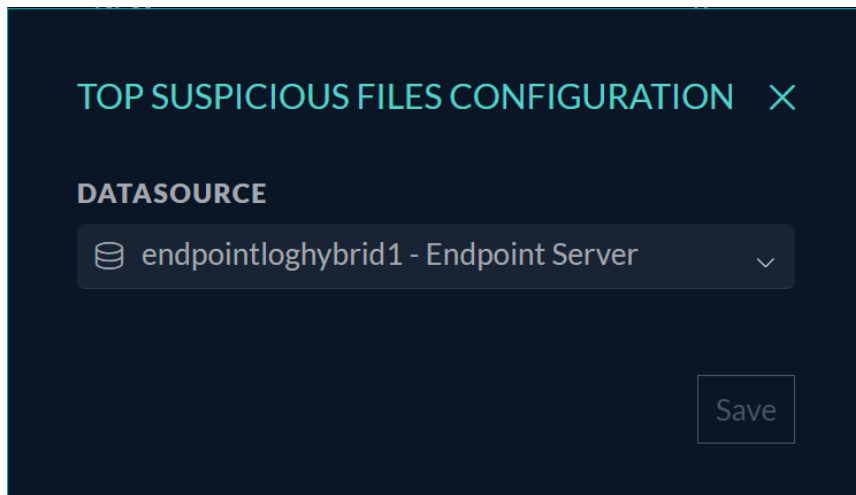 TOP SUSPICIOUS FILES CONFIGURATION
DATASOURCE
endpointloghybrid1 - Endpoint Server
Save